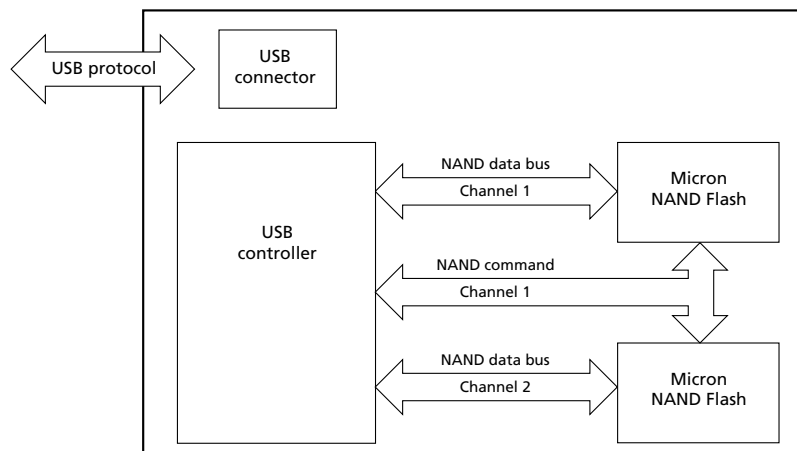 USB
connector
USB protocol
NAND data bus
Channel 1
Micron
NAND Flash
USB
controller
NAND command
Channel 1
NAND data bus
Channel 2
Micron
NAND Flash